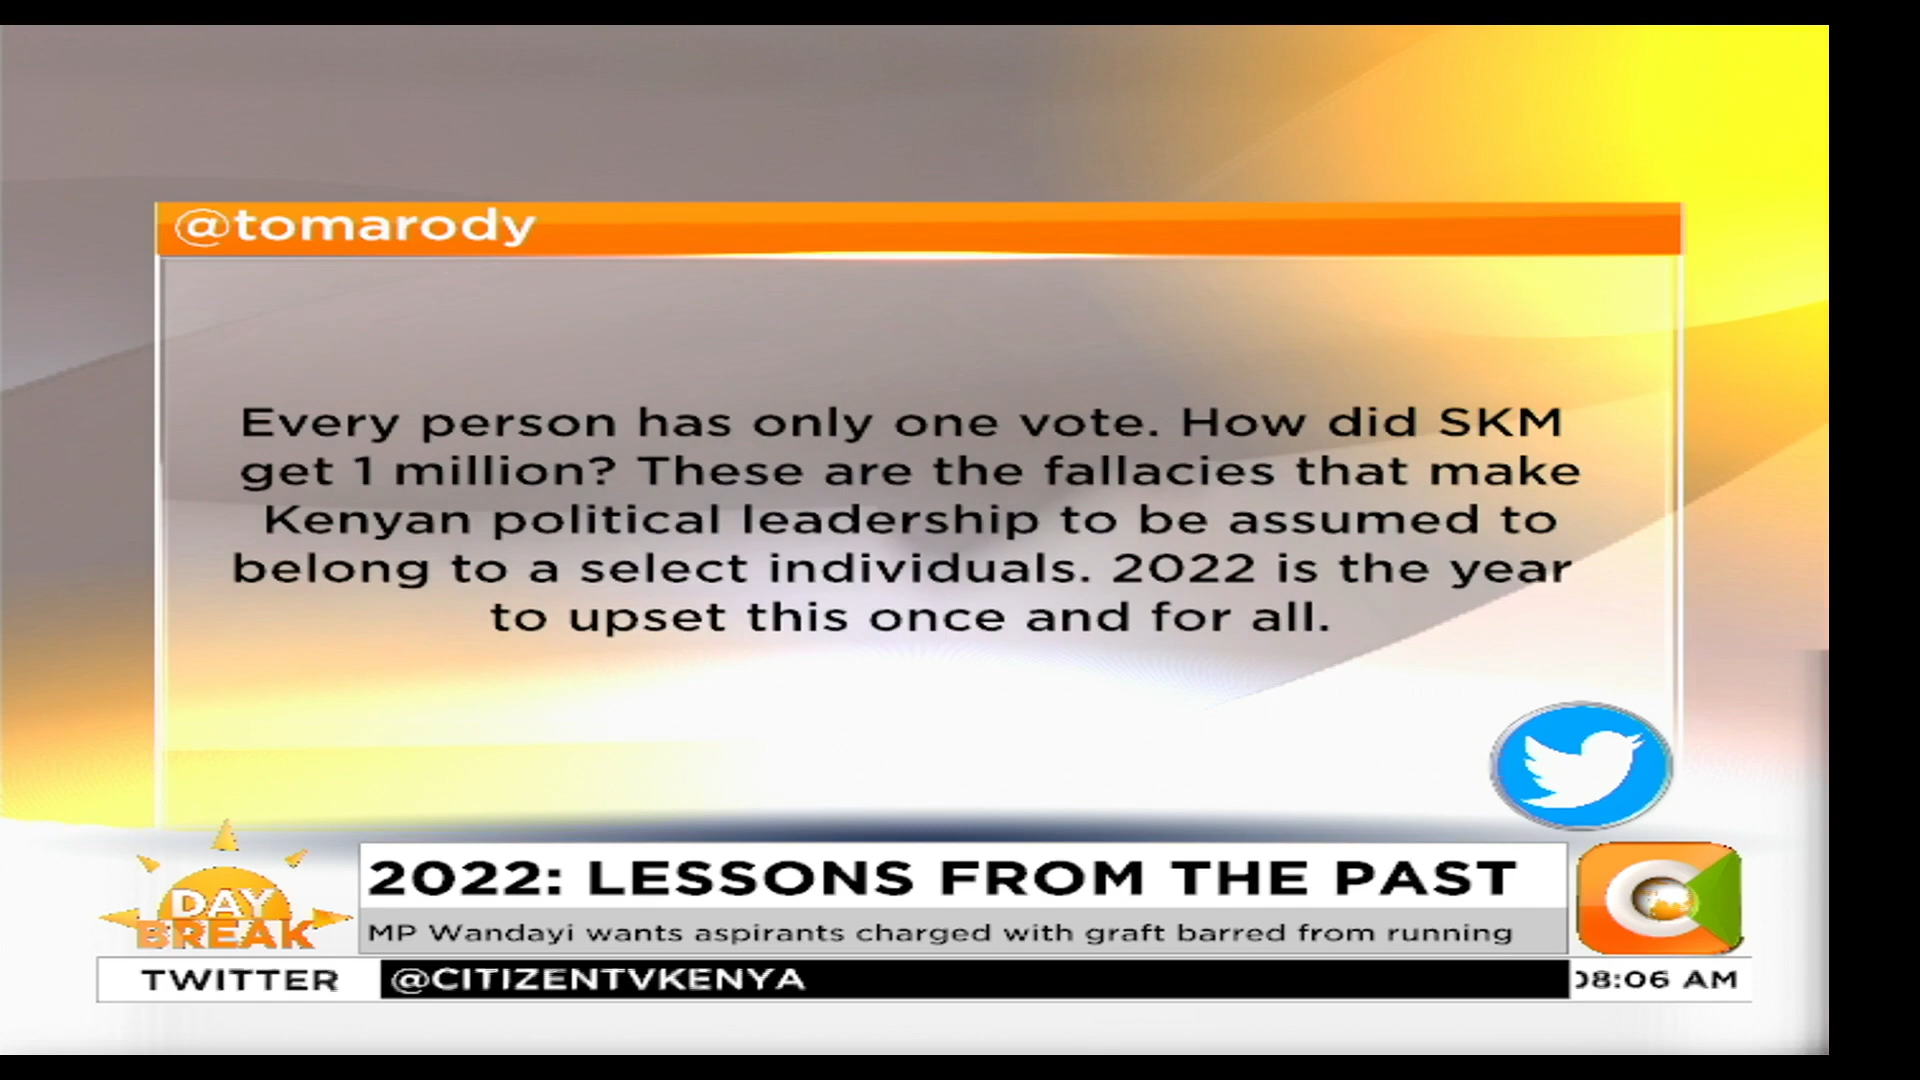 @tomarody
Every person has only one vote. How did SKM
get 1 million? These are the fallacies that make
Kenyan political leadership to be assumed to
belong to a select individuals. 2022 is the year
to upset this once and for all.
DAY
BREAK
2022: LESSONS FROM THE PAST
MP Wandayi wants aspirants charged with graft barred from running
TWITTER
@CITIZENTVKENYA
08:06 AM